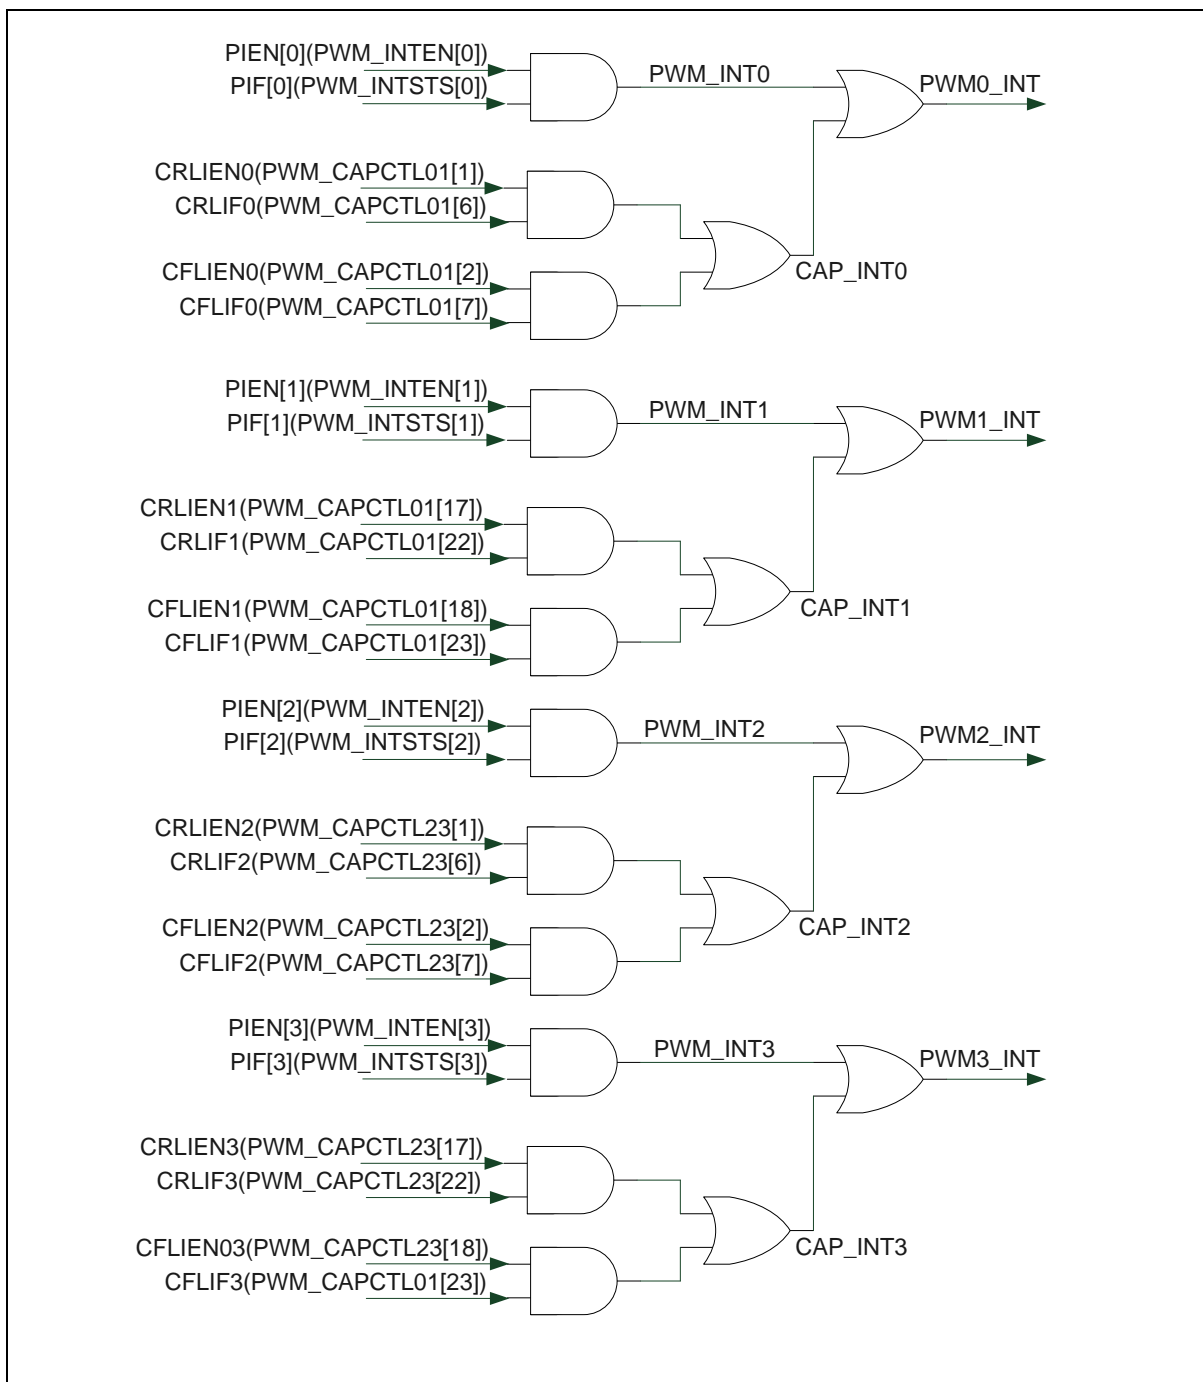 PIEN[0](PWM_INTEN[0])
PIF[0](PWM_INTSTS[0])
PWM_INT0
PWM0_INT
CRLIEN0(PWM_CAPCTL01[1])
CRLIF0(PWM_CAPCTL01[6])
CFLIEN0(PWM_CAPCTL01[2])
CFLIF0(PWM_CAPCTL01[7])
CAP_INT0
PIEN[1](PWM_INTEN[1])
PIF[1](PWM_INTSTS[1])
PWM_INT1
PWM1_INT
CRLIEN1(PWM_CAPCTL01[17])
CRLIF1(PWM_CAPCTL01[22])
CFLIEN1(PWM_CAPCTL01[18])
CFLIF1(PWM_CAPCTL01[23])
CAP_INT1
PIEN[2](PWM_INTEN[2])
PIF[2](PWM_INTSTS[2])
PWM_INT2
PWM2_INT
CRLIEN2(PWM_CAPCTL23[1])
CRLIF2(PWM_CAPCTL23[6])
CFLIEN2(PWM_CAPCTL23[2])
CFLIF2(PWM_CAPCTL23[7])
CAP_INT2
PIEN[3](PWM_INTEN[3])
PIF[3](PWM_INTSTS[3])
PWM_INT3
PWM3_INT
CRLIEN3(PWM_CAPCTL23[17])
CRLIF3(PWM_CAPCTL23[22])
CFLIEN03(PWM_CAPCTL23[18])
CFLIF3(PWM_CAPCTL01[23])
CAP_INT3